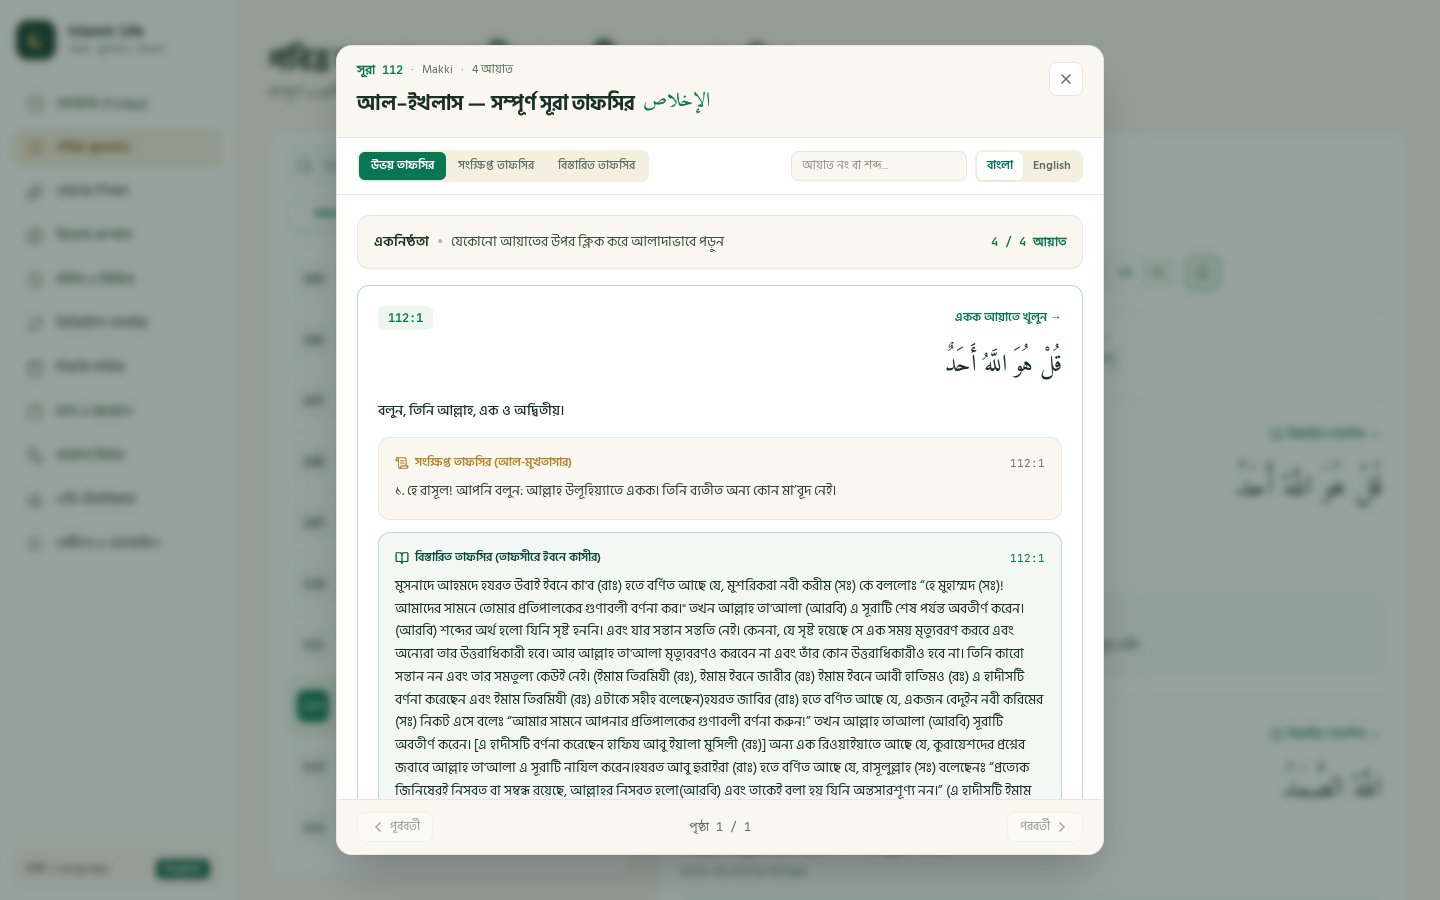 সূরা 112 · Makki · 4 আয়াত
আল-ইখলাস — সম্পূর্ণ সূরা তাফসির الإخلاص
উভয় তাফসির সংক্ষিপ্ত তাফসির বিস্তারিত তাফসির আয়াত নং বা শব্দ... বাংলা English
একনিষ্ঠতা • যেকোনো আয়াতের উপর ক্লিক করে আলাদাভাবে পড়ুন 4 / 4 আয়াত
112:1 একক আয়াতে খুলুন →
قُلْ هُوَ اللَّهُ أَحَدٌ
বলুন, তিনি আল্লাহ, এক ও অদ্বিতীয়।
সংক্ষিপ্ত তাফসির (আল-মুখতাসার) 112:1
১. হে রাসূল! আপনি বলুন: আল্লাহ উলূহিয়্যাতে একক। তিনি ব্যতীত অন্য কোন মা'বূদ নেই।
বিস্তারিত তাফসির (তাফসীরে ইবনে কাসীর) 112:1
মুসনাদে আহমদে হযরত উবাই ইবনে কা'ব (রাঃ) হতে বর্ণিত আছে যে, মুশরিকরা নবী করীম (সঃ) কে বললোঃ “হে মুহাম্মদ (সঃ)!
আমাদের সামনে তোমার প্রতিপালকের গুণাবলী বর্ণনা কর।" তখন আল্লাহ তা'আলা (আরবি) এ সূরাটি শেষ পর্যন্ত অবতীর্ণ করেন।
(আরবি) শব্দের অর্থ হলো যিনি সৃষ্ট হননি। এবং যার সন্তান সন্ততি নেই। কেননা, যে সৃষ্ট হয়েছে সে এক সময় মৃত্যুবরণ করবে এবং
অন্যেরা তার উত্তরাধিকারী হবে। আর আল্লাহ তা'আলা মৃত্যুবরণও করবেন না এবং তাঁর কোন উত্তরাধিকারীও হবে না। তিনি কারো
সন্তান নন এবং তার সমতুল্য কেউই নেই। (ইমাম তিরমিযী (রঃ), ইমাম ইবনে জারীর (রঃ) ইমাম ইবনে আবী হাতিমও (রঃ) এ হাদীসটি
বর্ণনা করেছেন এবং ইমাম তিরমিযী (রঃ) এটাকে সহীহ বলেছেন)হযরত জাবির (রাঃ) হতে বর্ণিত আছে যে, একজন বেদুইন নবী করিমের
(সঃ) নিকট এসে বলেঃ “আমার সামনে আপনার প্রতিপালকের গুণাবলী বর্ণনা করুন!” তখন আল্লাহ তাআলা (আরবি) সূরাটি
অবতীর্ণ করেন। [এ হাদীসটি বর্ণনা করেছেন হাফিয আবু ইয়ালা মুসিলী (রঃ)] অন্য এক রিওয়াইয়াতে আছে যে, কুরায়েশদের প্রশ্নের
জবাবে আল্লাহ তা'আলা এ সূরাটি নাযিল করেন।হযরত আবু হুরাইরা (রাঃ) হতে বর্ণিত আছে যে, রাসূলুল্লাহ (সঃ) বলেছেনঃ “প্রত্যেক
জিনিষেরই নিসবত বা সম্বন্ধ রয়েছে, আল্লাহর নিসবত হলো(আরবি) এবং তাকেই বলা হয় যিনি অন্তসারশূণ্য নন।” (এ হাদীসটি ইমাম
পূর্ববর্তী পৃষ্ঠা 1 / 1 পরবর্তী